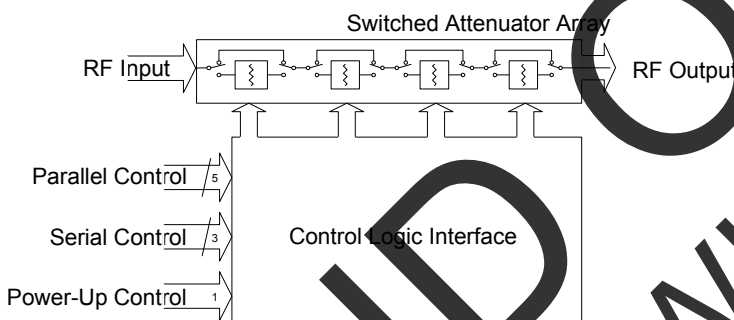 Switched Attenuator Array
RF Input
RF Output
Parallel Control 5
Serial Control 3
Control Logic Interface
Power-Up Control 1